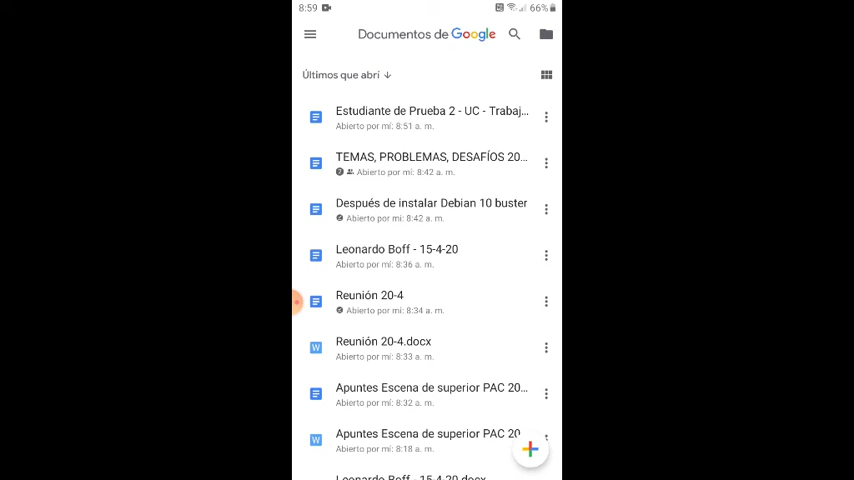 8:59 66%
Documentos de Google
Últimos que abrí ↓
Estudiante de Prueba 2 - UC - Trabaj...
Abierto por mí: 8:51 a. m.
TEMAS, PROBLEMAS, DESAFÍOS 20...
Abierto por mí: 8:42 a. m.
Después de instalar Debian 10 buster
Abierto por mí: 8:42 a. m.
Leonardo Boff - 15-4-20
Abierto por mí: 8:36 a. m.
Reunión 20-4
Abierto por mí: 8:34 a. m.
W
Reunión 20-4.docx
Abierto por mí: 8:33 a. m.
Apuntes Escena de superior PAC 20...
Abierto por mí: 8:32 a. m.
W
Apuntes Escena de superior PAC 20
Abierto por mí: 8:18 a. m.
Leonardo Boff - 15-4-20.docx